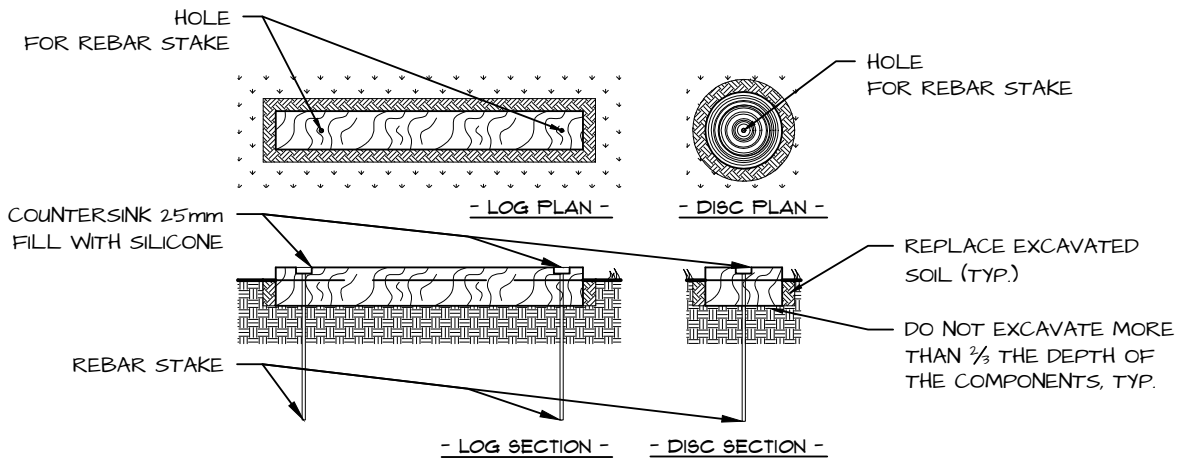 HOLE
FOR REBAR STAKE
HOLE
FOR REBAR STAKE
- LOG PLAN -
- DISC PLAN -
COUNTERSINK 25mm
FILL WITH SILICONE
REPLACE EXCAVATED
SOIL (TYP.)
DO NOT EXCAVATE MORE
THAN ⅔ THE DEPTH OF
THE COMPONENTS, TYP.
REBAR STAKE
- LOG SECTION -
- DISC SECTION -